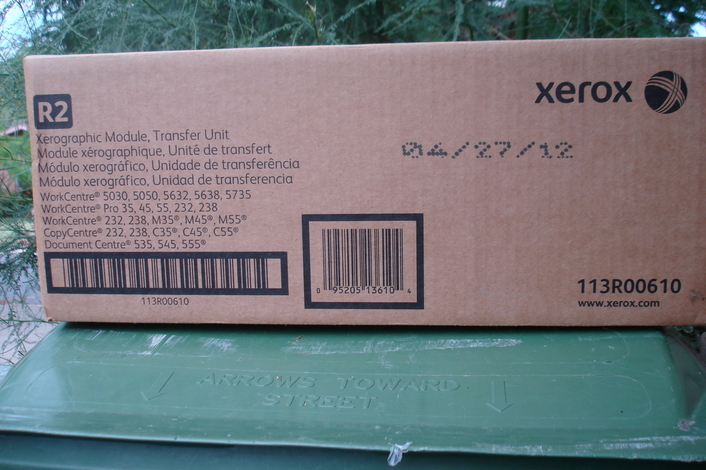 R2
xerox
Xerographic Module, Transfer Unit
Module xérographique, Unité de transfert
Módulo xerográfico, Unidade de transferência
Módulo xerográfico, Unidad de transferencia
04/27/12
WorkCentre® 5030, 5050, 5632, 5638, 5735
WorkCentre® Pro 35, 45, 55, 232, 238
WorkCentre® 232, 238, M35®, M45®, M55®
CopyCentre® 232, 238, C35®, C45®, C55®
Document Centre® 535, 545, 555®
113R00610
0 95205 13610 4
113R00610
www.xerox.com
ARROWS TOWARD
STREET